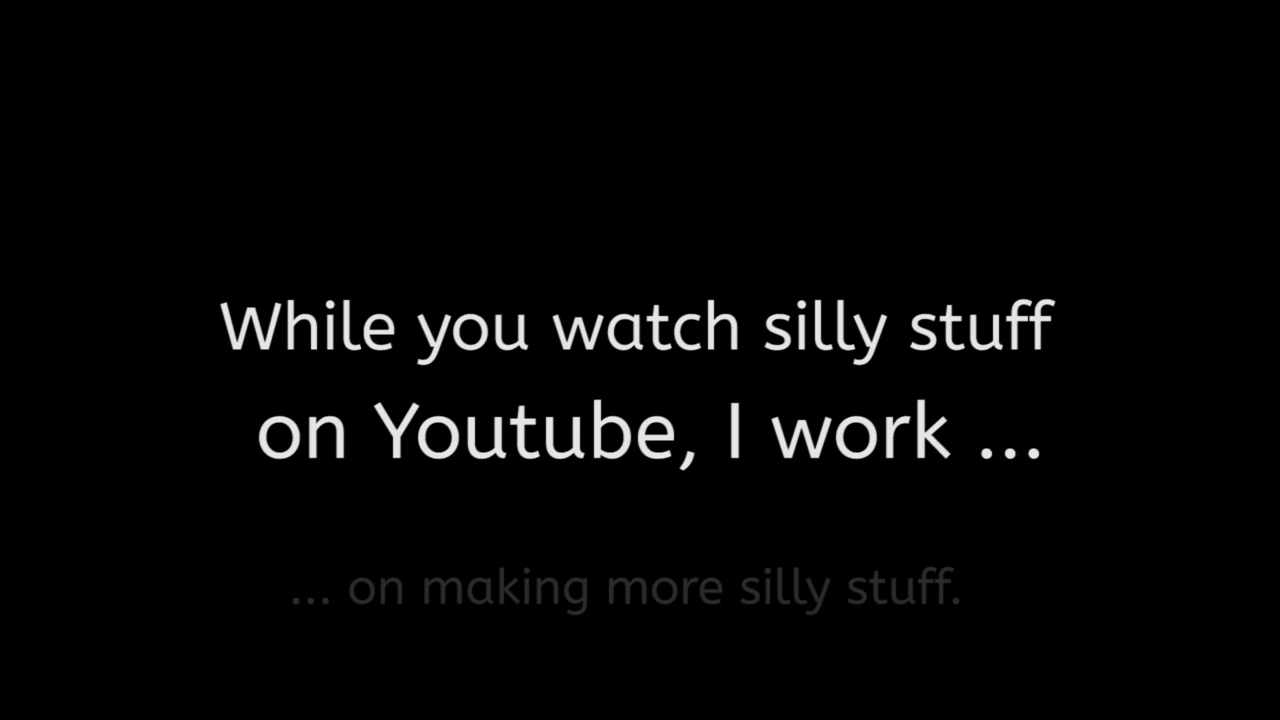 While you watch silly stuff
on Youtube, I work ...
... on making more silly stuff.